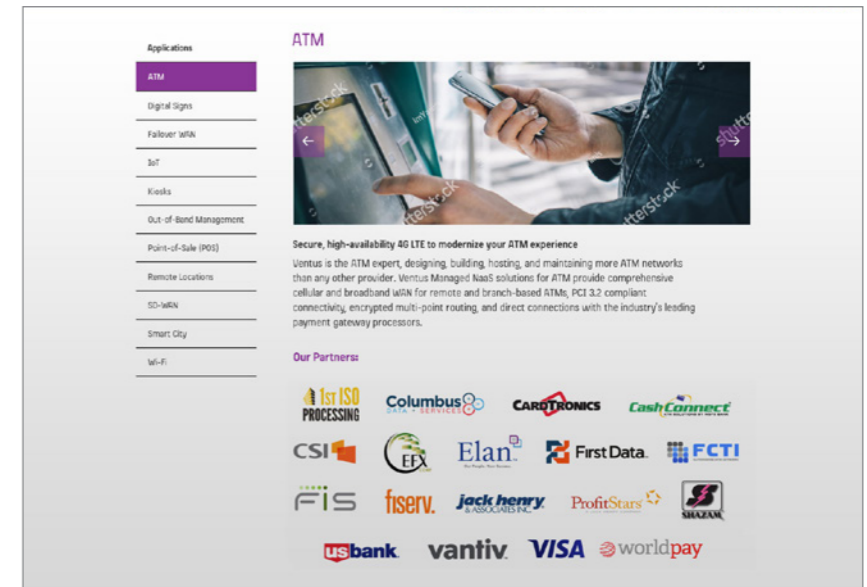 Applications
ATM
Digital Signs
Failover WAN
IoT
Kiosks
Out-of-Band Management
Point-of-Sale (POS)
Remote Locations
SD-WAN
Smart City
Wi-Fi
ATM
shutterstock
Secure, high-availability 4G LTE to modernize your ATM experience
Ventus is the ATM expert, designing, building, hosting, and maintaining more ATM networks
than any other provider. Ventus Managed NaaS solutions for ATM provide comprehensive
cellular and broadband WAN for remote and branch-based ATMs, PCI 3.2 compliant
connectivity, encrypted multi-point routing, and direct connections with the industry's leading
payment gateway processors.
Our Partners:
1ST ISO PROCESSING Columbus DATA + SERVICES CARDTRONICS Cash Connect
CSI EFX Elan First Data. FCTI
FIS fiserv. jack henry & ASSOCIATES INC. ProfitStars SHAZAM
usbank vantiv VISA worldpay